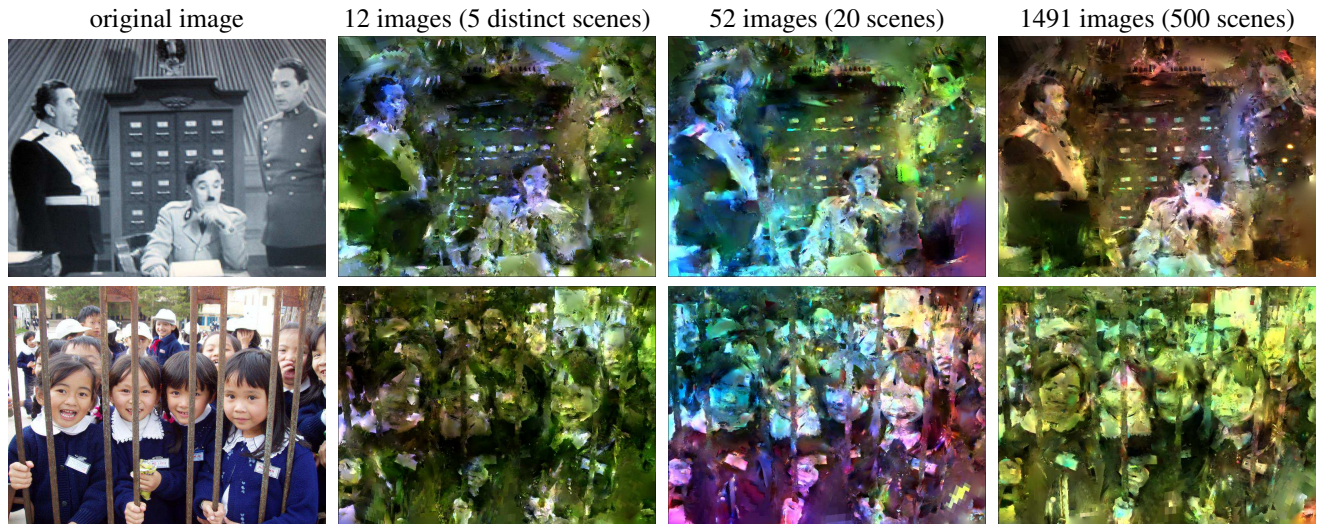 original image
12 images (5 distinct scenes)
52 images (20 scenes)
1491 images (500 scenes)